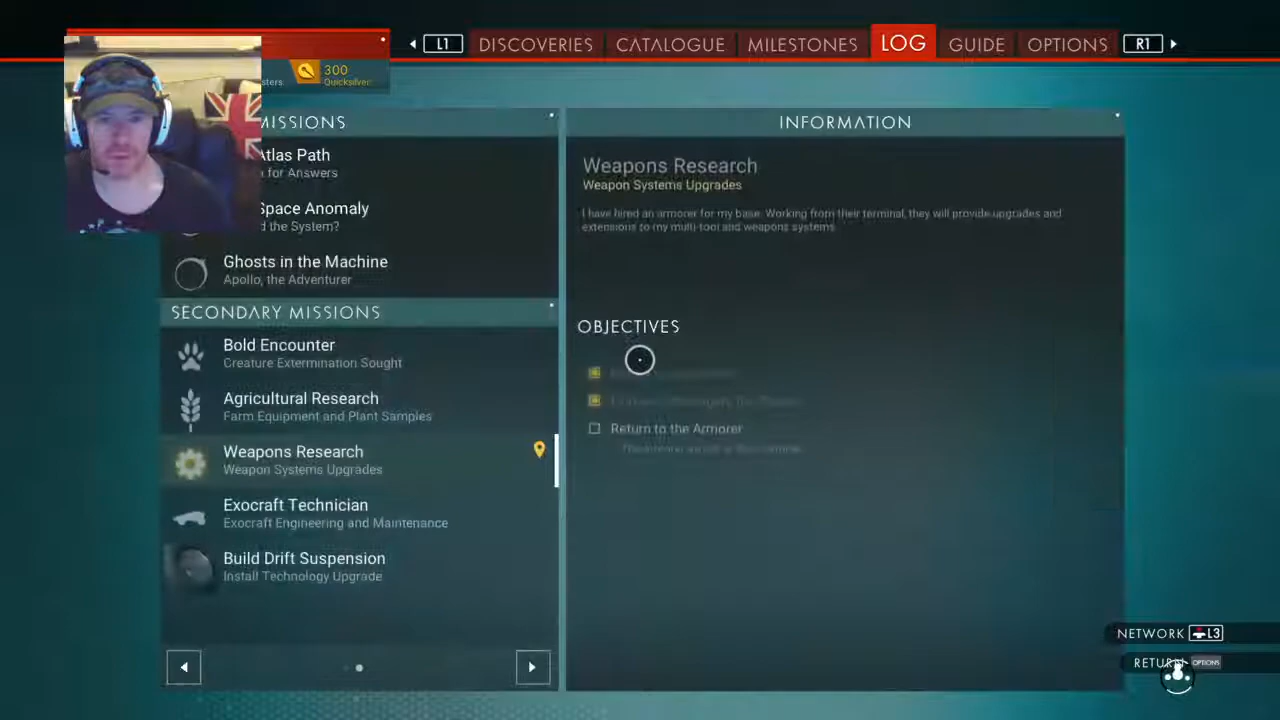 L1 DISCOVERIES CATALOGUE MILESTONES LOG GUIDE OPTIONS R1
300
Quicksilver
MISSIONS
Atlas Path
for Answers
Space Anomaly
the System?
Ghosts in the Machine
Apollo, the Adventurer
SECONDARY MISSIONS
Bold Encounter
Creature Extermination Sought
Agricultural Research
Farm Equipment and Plant Samples
Weapons Research
Weapon Systems Upgrades
Exocraft Technician
Exocraft Engineering and Maintenance
Build Drift Suspension
Install Technology Upgrade
INFORMATION
Weapons Research
Weapon Systems Upgrades
I have hired an armorer for my base. Working from their terminal, they will provide upgrades and
extensions to my multi-tool and weapons systems
OBJECTIVES
Return to the Armorer
NETWORK L3
RETURN OPTIONS